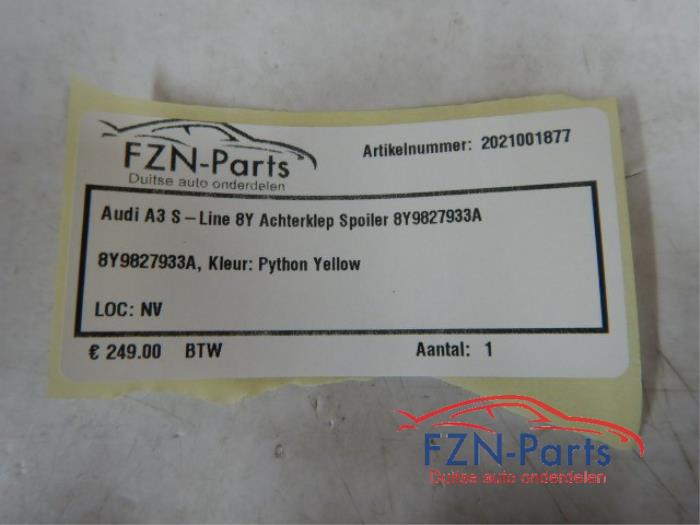 FZN-Parts
Duitse auto onderdelen
Artikelnummer: 2021001877
Audi A3 S-Line 8Y Achterklep Spoiler 8Y9827933A
8Y9827933A, Kleur: Python Yellow
LOC: NV
€ 249.00 BTW Aantal: 1
FZN-Parts
Duitse auto onderdelen